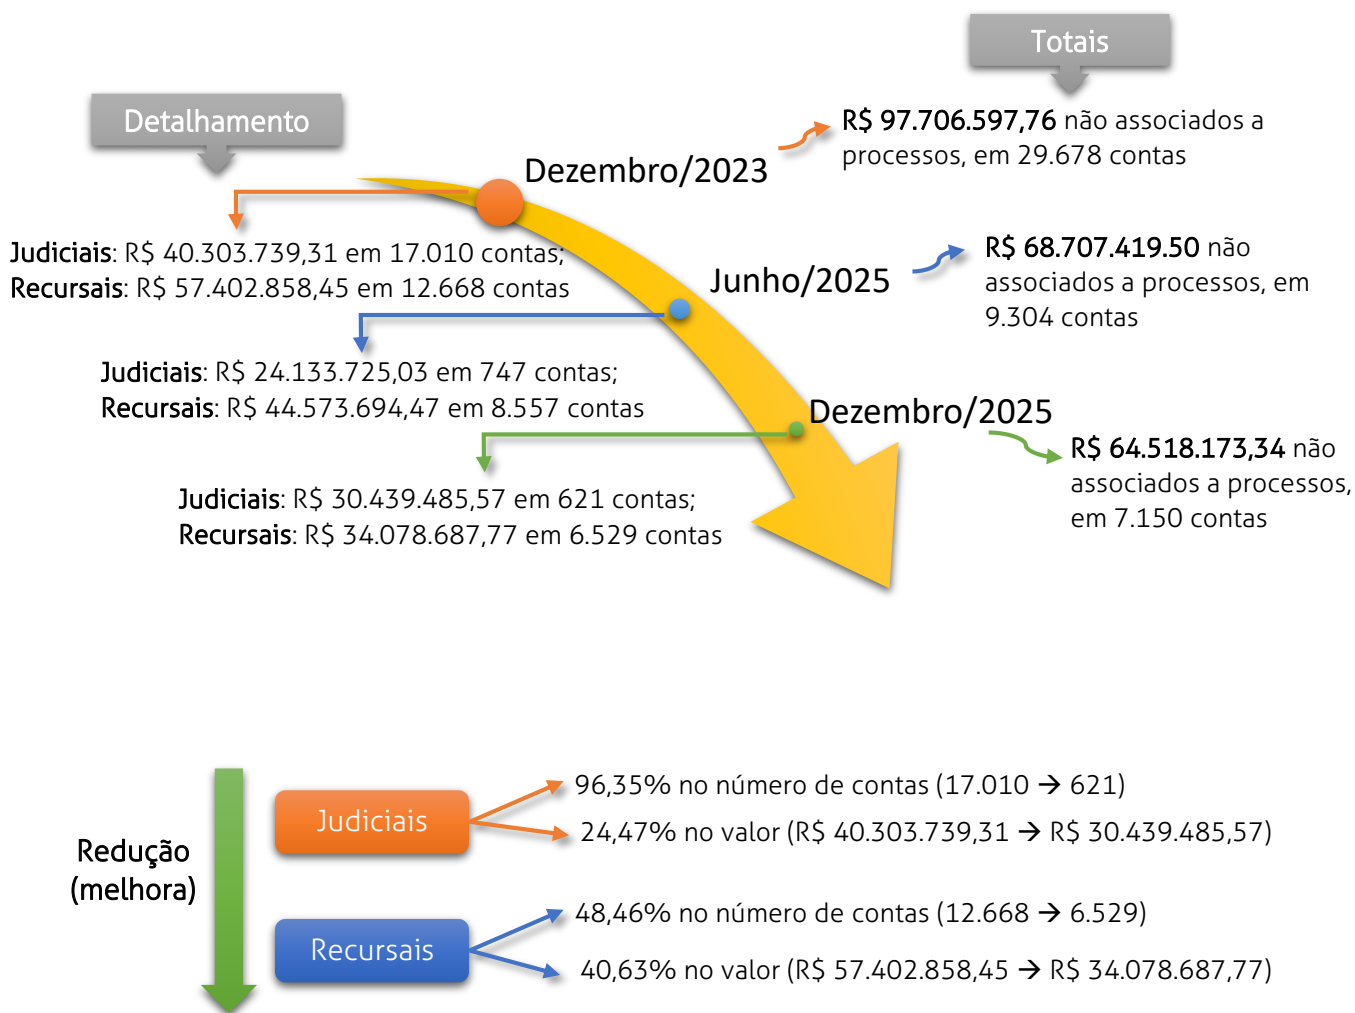 Totais
Detalhamento
R$ 97.706.597,76 não associados a
processos, em 29.678 contas
Dezembro/2023
Judiciais: R$ 40.303.739,31 em 17.010 contas;
Recursais: R$ 57.402.858,45 em 12.668 contas
Junho/2025
R$ 68.707.419.50 não
associados a processos, em
9.304 contas
Judiciais: R$ 24.133.725,03 em 747 contas;
Recursais: R$ 44.573.694,47 em 8.557 contas
Dezembro/2025
R$ 64.518.173,34 não
associados a processos,
em 7.150 contas
Judiciais: R$ 30.439.485,57 em 621 contas;
Recursais: R$ 34.078.687,77 em 6.529 contas
Redução
(melhora)
Judiciais
96,35% no número de contas (17.010 → 621)
24,47% no valor (R$ 40.303.739,31 → R$ 30.439.485,57)
Recursais
48,46% no número de contas (12.668 → 6.529)
40,63% no valor (R$ 57.402.858,45 → R$ 34.078.687,77)